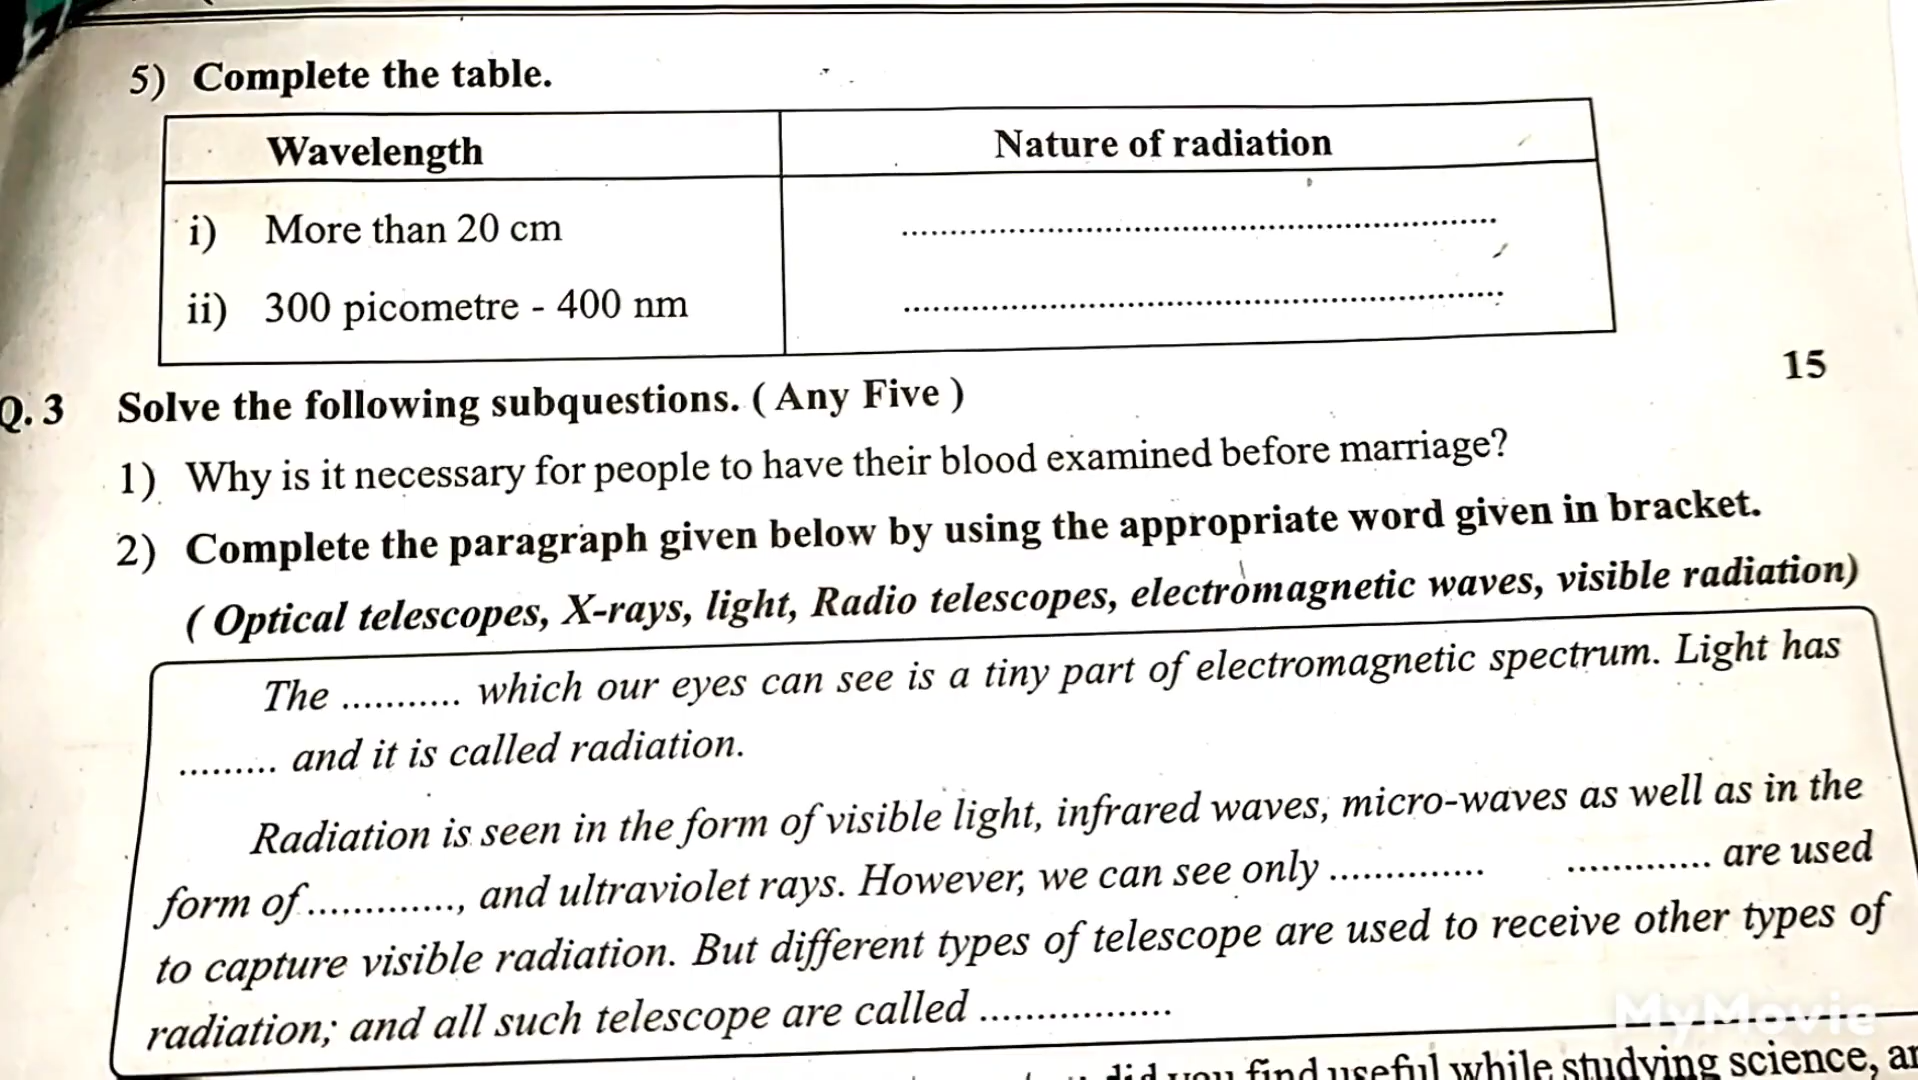 5) Complete the table.
Wavelength Nature of radiation
i) More than 20 cm ..........................................................
ii) 300 picometre - 400 nm ..........................................................
15
Q. 3 Solve the following subquestions. ( Any Five )
1) Why is it necessary for people to have their blood examined before marriage?
2) Complete the paragraph given below by using the appropriate word given in bracket.
( Optical telescopes, X-rays, light, Radio telescopes, electromagnetic waves, visible radiation)
The ........... which our eyes can see is a tiny part of electromagnetic spectrum. Light has
......... and it is called radiation.
Radiation is seen in the form of visible light, infrared waves, micro-waves as well as in the
form of .............., and ultraviolet rays. However, we can see only .............. ............. are used
to capture visible radiation. But different types of telescope are used to receive other types of
radiation; and all such telescope are called .................
MyMovie
did you find useful while studying science, an